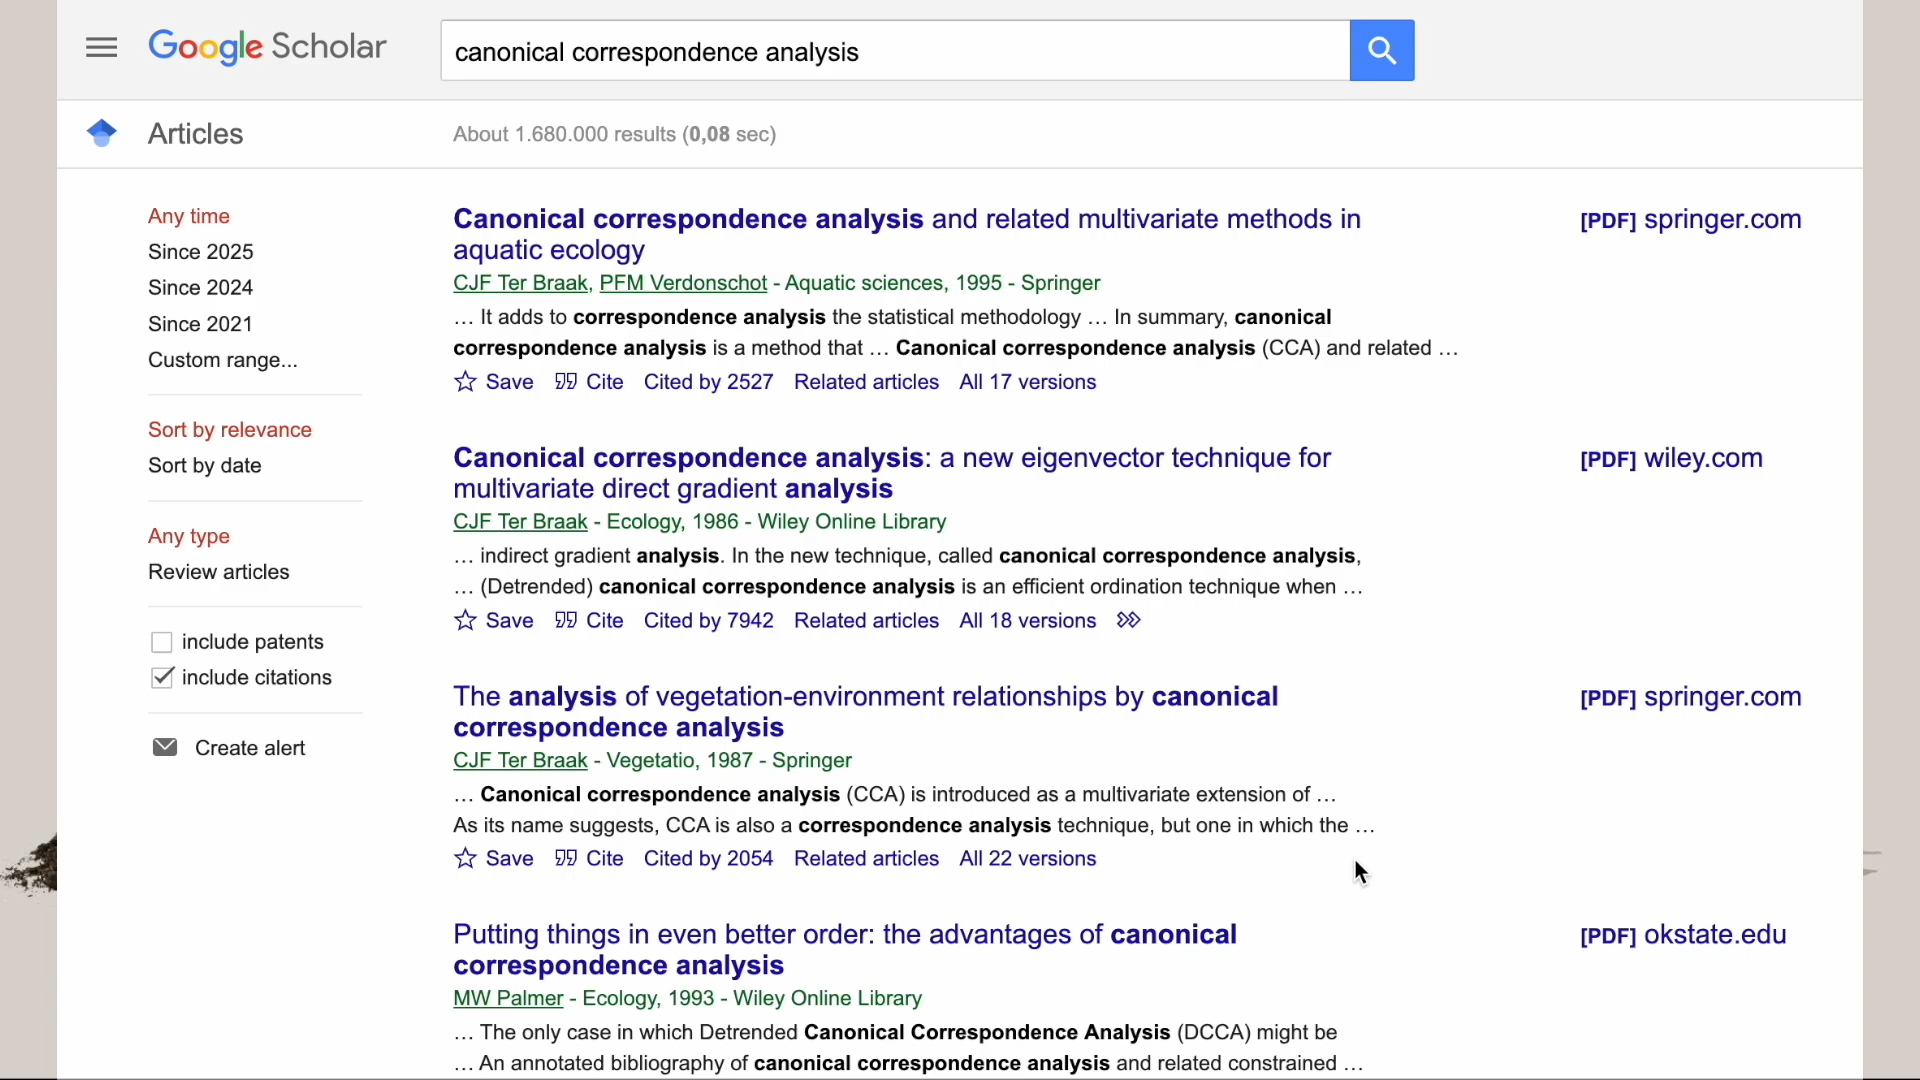 Google Scholar
canonical correspondence analysis
Articles
About 1.680.000 results (0,08 sec)
Any time
Since 2025
Since 2024
Since 2021
Custom range...
Sort by relevance
Sort by date
Any type
Review articles
include patents
include citations
Create alert
Canonical correspondence analysis and related multivariate methods in
aquatic ecology
CJF Ter Braak, PFM Verdonschot - Aquatic sciences, 1995 - Springer
… It adds to correspondence analysis the statistical methodology … In summary, canonical
correspondence analysis is a method that … Canonical correspondence analysis (CCA) and related …
Save Cite Cited by 2527 Related articles All 17 versions
[PDF] springer.com
Canonical correspondence analysis: a new eigenvector technique for
multivariate direct gradient analysis
CJF Ter Braak - Ecology, 1986 - Wiley Online Library
… indirect gradient analysis. In the new technique, called canonical correspondence analysis,
… (Detrended) canonical correspondence analysis is an efficient ordination technique when …
Save Cite Cited by 7942 Related articles All 18 versions
[PDF] wiley.com
The analysis of vegetation-environment relationships by canonical
correspondence analysis
CJF Ter Braak - Vegetatio, 1987 - Springer
… Canonical correspondence analysis (CCA) is introduced as a multivariate extension of …
As its name suggests, CCA is also a correspondence analysis technique, but one in which the …
Save Cite Cited by 2054 Related articles All 22 versions
[PDF] springer.com
Putting things in even better order: the advantages of canonical
correspondence analysis
MW Palmer - Ecology, 1993 - Wiley Online Library
… The only case in which Detrended Canonical Correspondence Analysis (DCCA) might be
… An annotated bibliography of canonical correspondence analysis and related constrained …
[PDF] okstate.edu